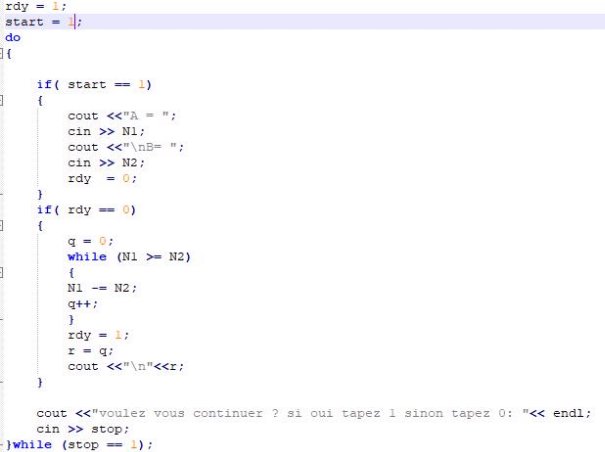 rdy = 1;
start = 1;
do
{
if( start == 1)
{
cout <<"A = ";
cin >> N1;
cout <<"\nB= ";
cin >> N2;
rdy  = 0;
}
if( rdy == 0)
{
q = 0;
while (N1 >= N2)
{
N1 -= N2;
q++;
}
rdy = 1;
r = q;
cout <<"\n"<<r;
}
cout <<"voulez vous continuer ? si oui tapez 1 sinon tapez 0: "<< endl;
cin >> stop;
}while (stop == 1);